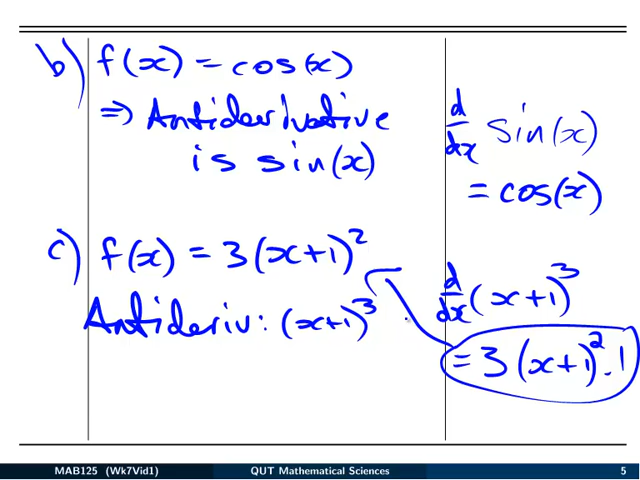 b) f(x) = cos(x)
⇒ Antiderivative
is sin(x)
d/dx sin(x)
= cos(x)
c) f(x) = 3(x+1)²
Antideriv: (x+1)³
d/dx (x+1)³
= 3(x+1)².1
MAB125 (Wk7Vid1) QUT Mathematical Sciences 5